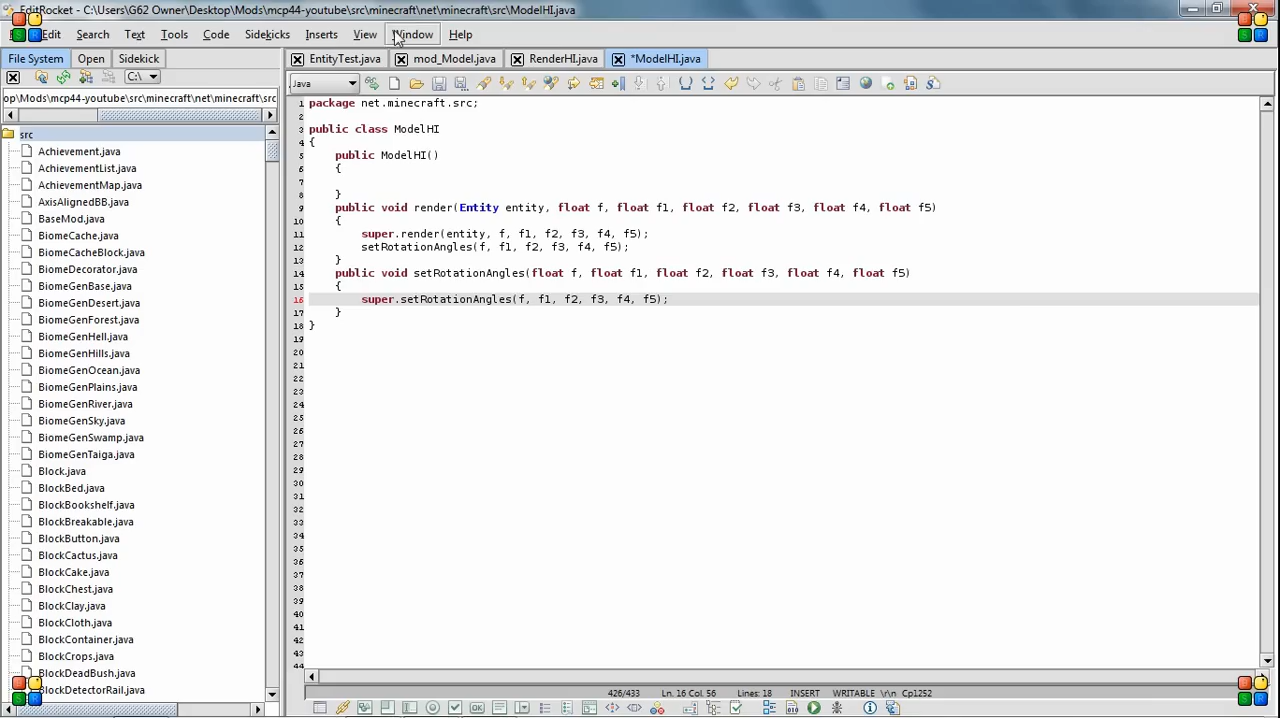 EditRocket - C:\Users\G62 Owner\Desktop\Mods\mcp44-youtube\src\minecraft\net\minecraft\src\ModelHI.java
Edit Search Text Tools Code Sidekicks Inserts View Window Help
File System Open Sidekick
EntityTest.java mod_Model.java RenderHI.java *ModelHI.java
C:\
Java
op\Mods\mcp44-youtube\src\minecraft\net\minecraft\src
src
Achievement.java
AchievementList.java
AchievementMap.java
AxisAlignedBB.java
BaseMod.java
BiomeCache.java
BiomeCacheBlock.java
BiomeDecorator.java
BiomeGenBase.java
BiomeGenDesert.java
BiomeGenForest.java
BiomeGenHell.java
BiomeGenHills.java
BiomeGenOcean.java
BiomeGenPlains.java
BiomeGenRiver.java
BiomeGenSky.java
BiomeGenSwamp.java
BiomeGenTaiga.java
Block.java
BlockBed.java
BlockBookshelf.java
BlockBreakable.java
BlockButton.java
BlockCactus.java
BlockCake.java
BlockChest.java
BlockClay.java
BlockCloth.java
BlockContainer.java
BlockCrops.java
BlockDeadBush.java
BlockDetectorRail.java
1 package net.minecraft.src;
2
3 public class ModelHI
4 {
5 public ModelHI()
6 {
7
8 }
9 public void render(Entity entity, float f, float f1, float f2, float f3, float f4, float f5)
10 {
11 super.render(entity, f, f1, f2, f3, f4, f5);
12 setRotationAngles(f, f1, f2, f3, f4, f5);
13 }
14 public void setRotationAngles(float f, float f1, float f2, float f3, float f4, float f5)
15 {
16 super.setRotationAngles(f, f1, f2, f3, f4, f5);
17 }
18 }
19
20
21
22
23
24
25
26
27
28
29
30
31
32
33
34
35
36
37
38
39
40
41
42
43
44
426/433 Ln. 16 Col. 56 Lines: 18 INSERT WRITABLE \r\n Cp1252